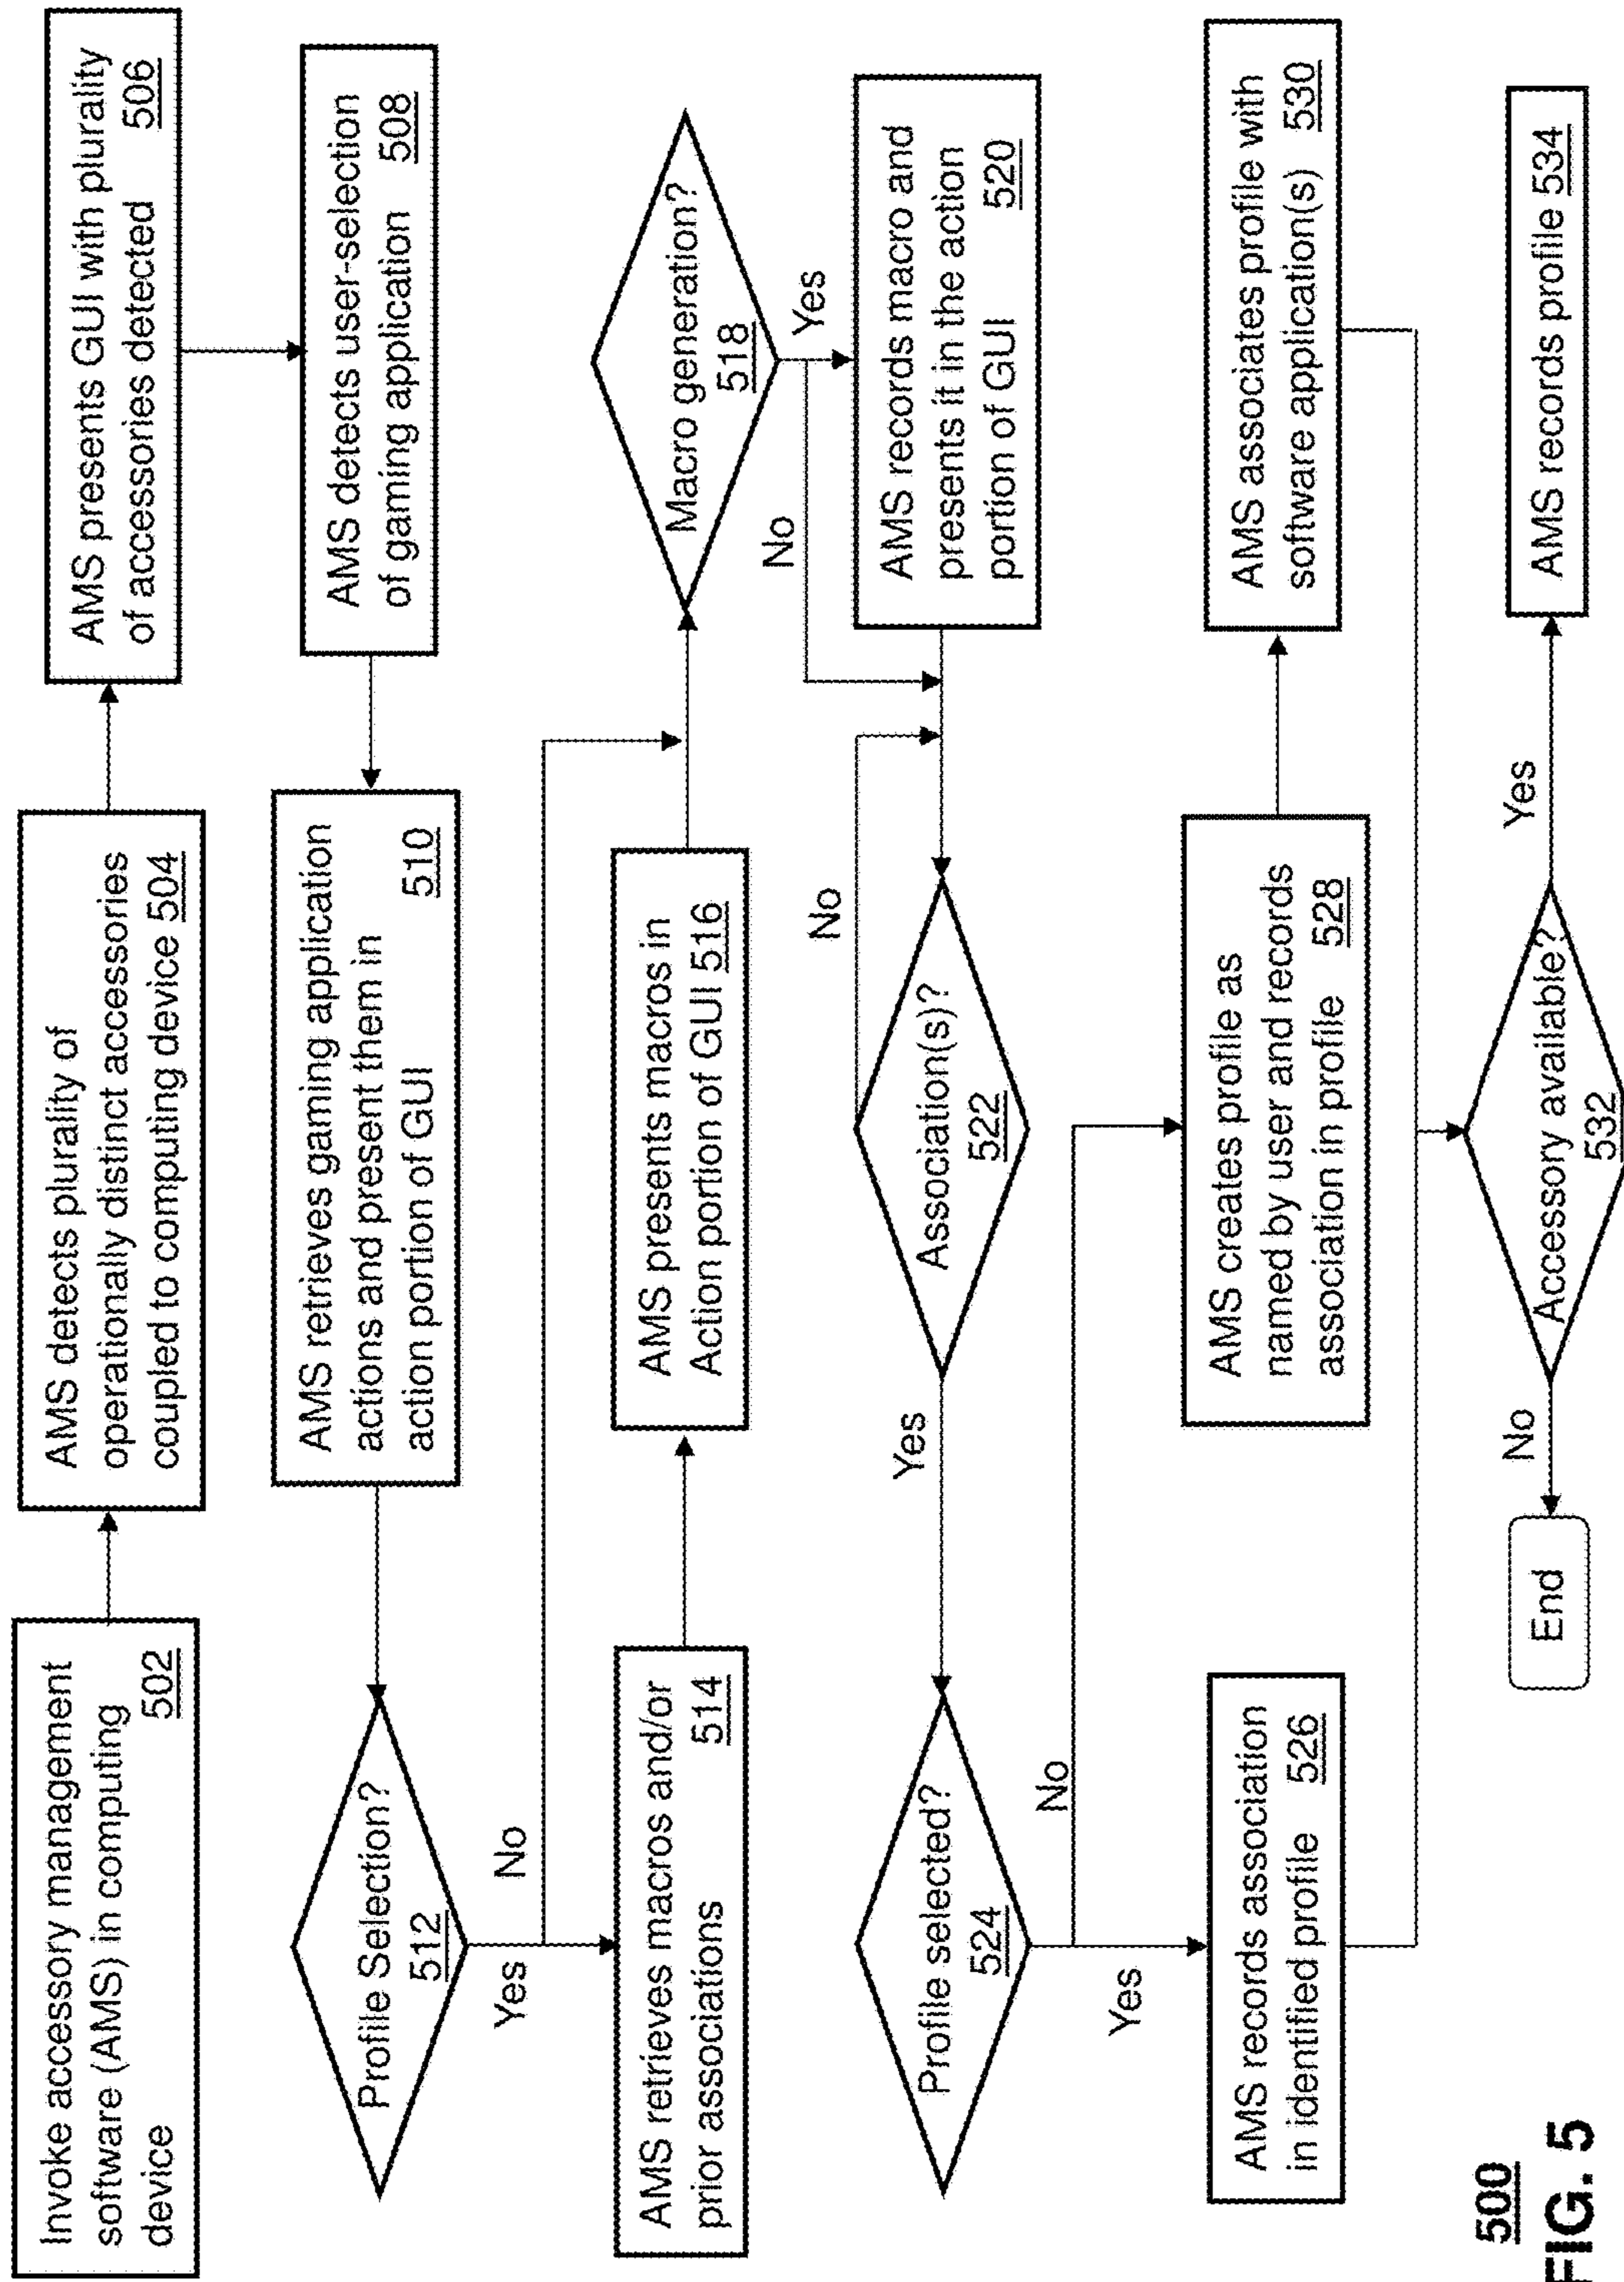 Invoke accessory management
software (AMS) in computing
device 502
AMS detects plurality of
operationally distinct accessories
coupled to computing device 504
AMS presents GUI with plurality
of accessories detected 506
AMS detects user-selection
of gaming application 508
AMS retrieves gaming application
actions and present them in
action portion of GUI 510
Profile Selection?
512
No
Yes
AMS retrieves macros and/or
prior associations 514
AMS presents macros in
Action portion of GUI 516
Macro generation?
518
No
Yes
AMS records macro and
presents it in the action
portion of GUI 520
Association(s)?
522
No
Yes
Profile selected?
524
No
Yes
AMS records association
in identified profile 526
AMS creates profile as
named by user and records
association in profile 528
AMS associates profile with
software application(s) 530
Accessory available?
532
No
Yes
End
AMS records profile 534
500
FIG. 5